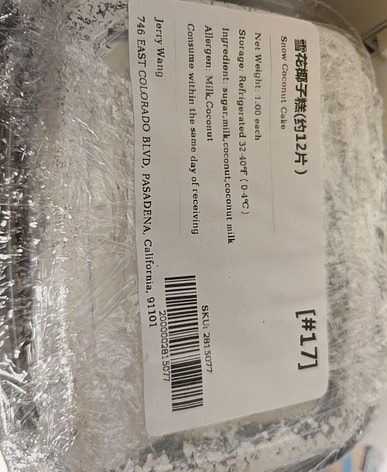 雪花椰子糕(约12片)
Snow Coconut Cake
[#17]
Net Weight: 1.00 each
Storage: Refrigerated 32-40°F ( 0-4°C )
Ingredient: sugar,milk,coconut,coconut milk
Allergen: Milk,Coconut
Consume within the same day of receiving
SKU: 2815077
2000002815077
Jerry Wang
746 EAST COLORADO BLVD, PASADENA, California, 91101